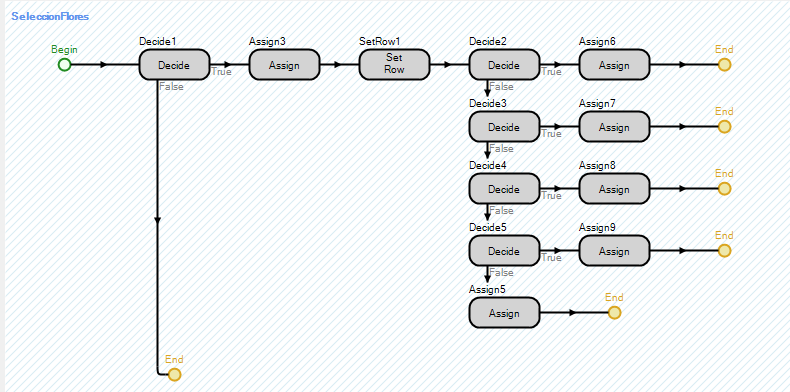 SeleccionFlores
Begin
Decide1
Decide
True
False
Assign3
Assign
SetRow1
Set
Row
Decide2
Decide
True
False
Assign6
Assign
End
Decide3
Decide
True
False
Assign7
Assign
End
Decide4
Decide
True
False
Assign8
Assign
End
Decide5
Decide
True
False
Assign9
Assign
End
Assign5
Assign
End
End